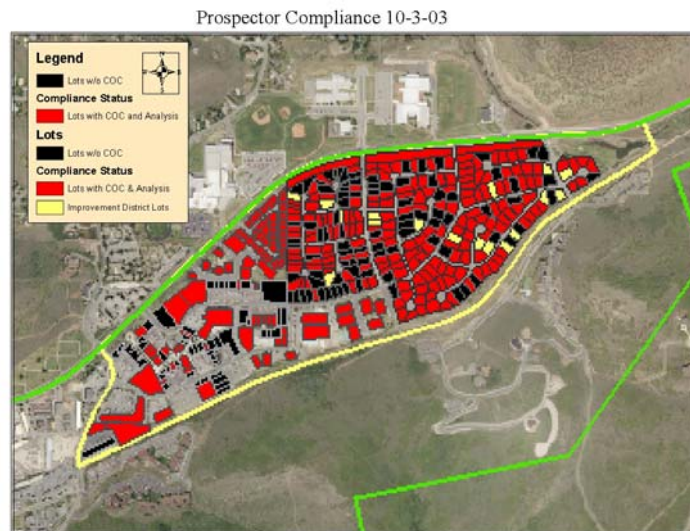 Prospector Compliance 10-3-03
Legend
Lots w/o COC
Compliance Status
Lots with COC and Analysis
Lots
Lots w/o COC
Compliance Status
Lots with COC & Analysis
Improvement District Lots
N
S